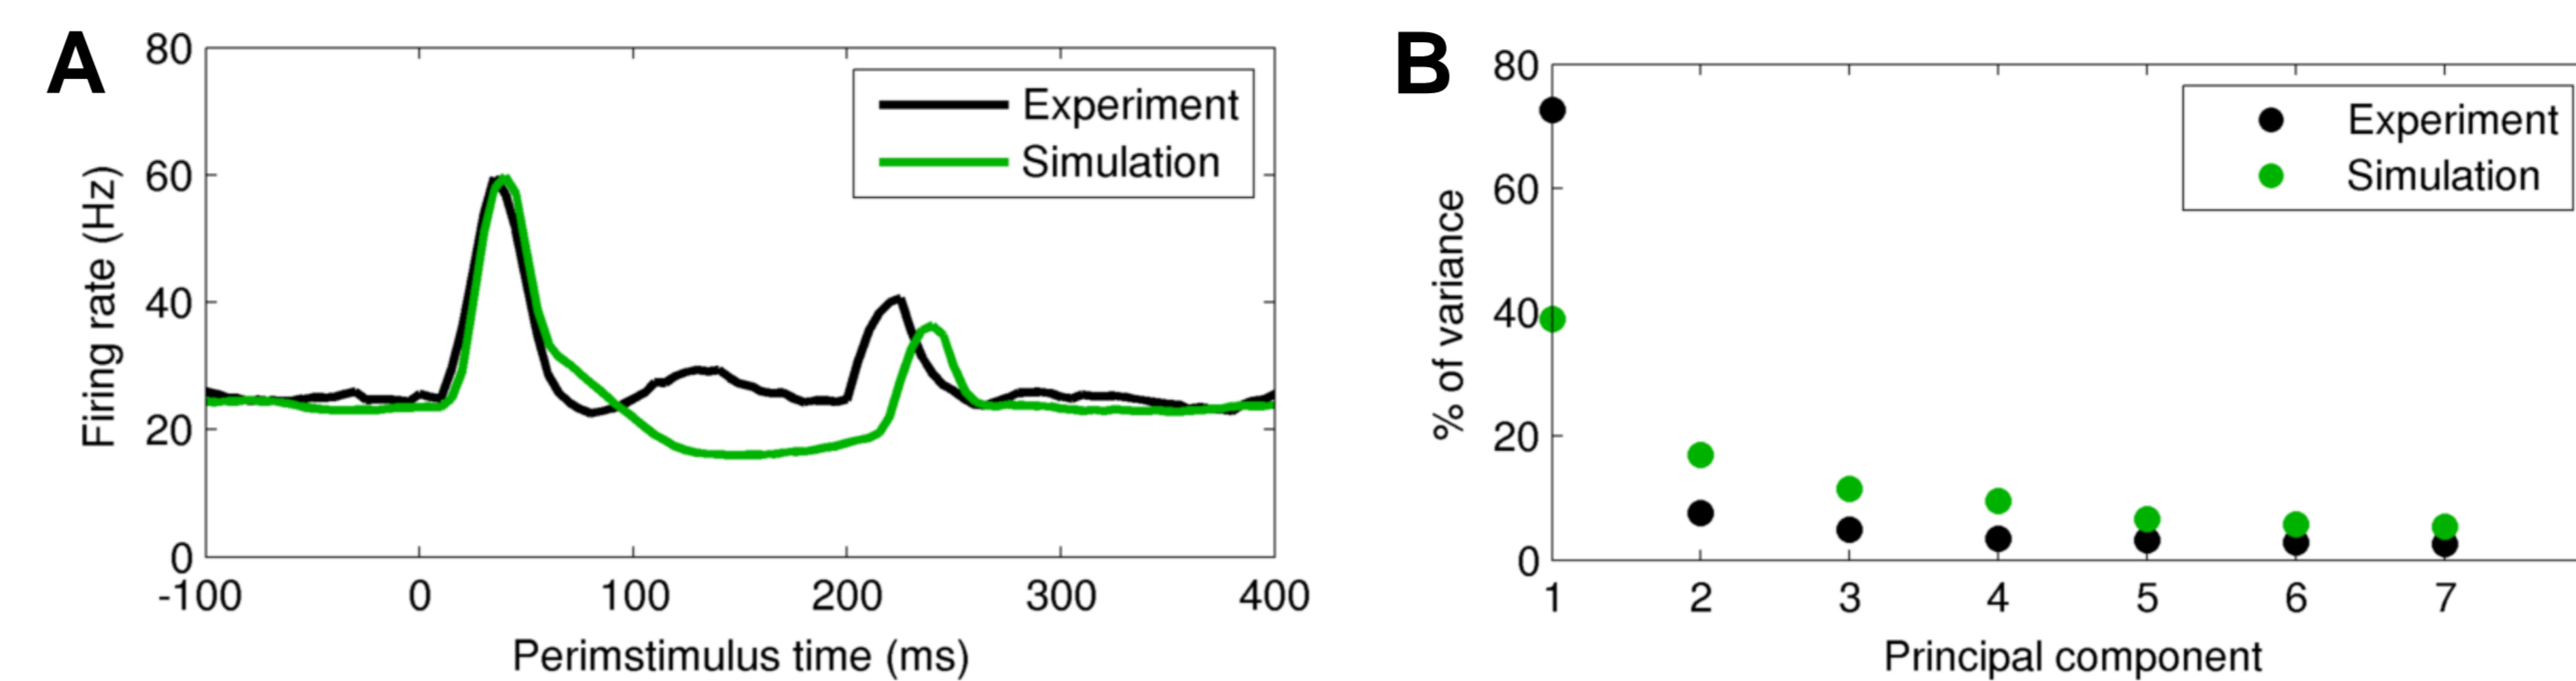 A
Firing rate (Hz)
80
60
40
20
0
-100 0 100 200 300 400
Perimstimulus time (ms)
Experiment
Simulation
B
% of variance
80
60
40
20
0
1 2 3 4 5 6 7
Principal component
Experiment
Simulation